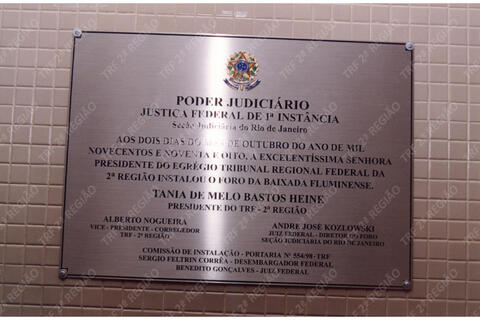 PODER JUDICIÁRIO
JUSTIÇA FEDERAL DE 1ª INSTÂNCIA
Seção Judiciária do Rio de Janeiro
AOS DOIS DIAS DO MÊS DE OUTUBRO DO ANO DE MIL
NOVECENTOS E NOVENTA E OITO, A EXCELENTÍSSIMA SENHORA
PRESIDENTE DO EGRÉGIO TRIBUNAL REGIONAL FEDERAL DA
2ª REGIÃO INSTALOU O FORO DA BAIXADA FLUMINENSE.
TANIA DE MELO BASTOS HEINE
PRESIDENTE DO TRF - 2ª REGIÃO
ALBERTO NOGUEIRA
VICE - PRESIDENTE - CORREGEDOR
TRF - 2ª REGIÃO
ANDRE JOSÉ KOZLOWSKI
JUIZ FEDERAL - DIRETOR DO FORO
SEÇÃO JUDICIARIA DO RIO DE JANEIRO
COMISSÃO DE INSTALAÇÃO - PORTARIA Nº 554/98 - TRF
SERGIO FELTRIN CORRÊA - DESEMBARGADOR FEDERAL
BENEDITO GONÇALVES - JUIZ FEDERAL
TRF 2ª REGIÃO